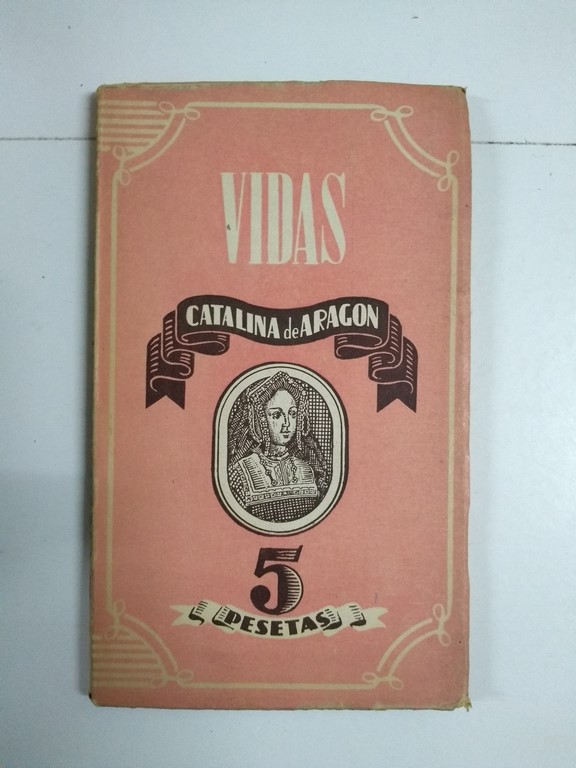 VIDAS
CATALINA de ARAGON
5
PESETAS